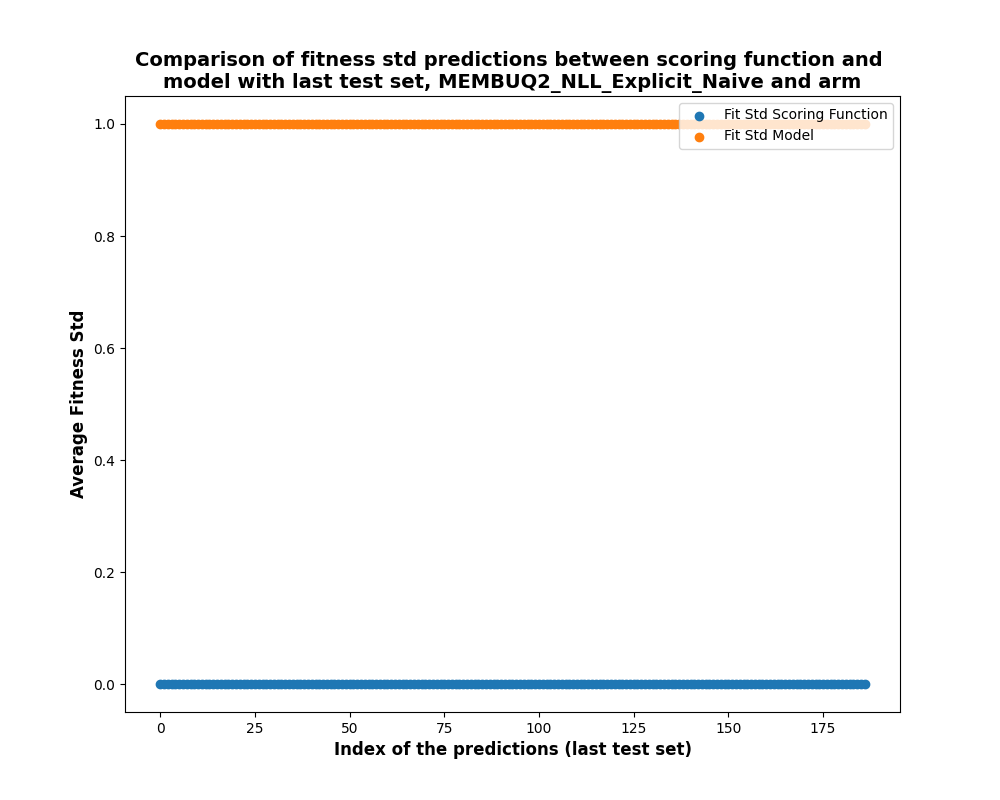 Comparison of fitness std predictions between scoring function and
model with last test set, MEMBUQ2_NLL_Explicit_Naive and arm
Fit Std Scoring Function
Fit Std Model
1.0
0.8
0.6
0.4
0.2
0.0
Average Fitness Std
0 25 50 75 100 125 150 175
Index of the predictions (last test set)